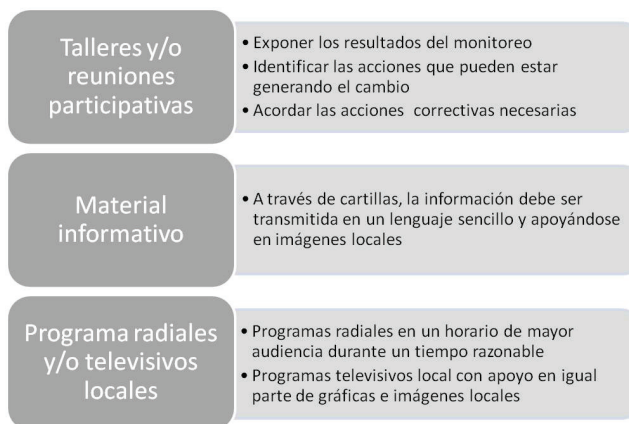 Talleres y/o
reuniones
participativas
• Exponer los resultados del monitoreo
• Identificar las acciones que pueden estar
generando el cambio
• Acordar las acciones correctivas necesarias
Material
informativo
• A través de cartillas, la información debe ser
transmitida en un lenguaje sencillo y apoyándose
en imágenes locales
Programa radiales
y/o televisivos
locales
• Programas radiales en un horario de mayor
audiencia durante un tiempo razonable
• Programas televisivos local con apoyo en igual
parte de gráficas e imágenes locales